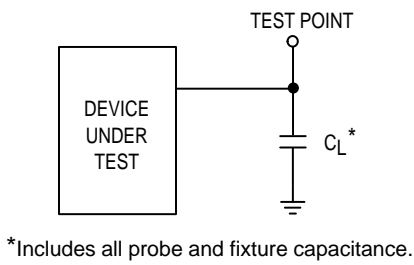 TEST POINT
DEVICE
UNDER
TEST
CL*
*Includes all probe and fixture capacitance.